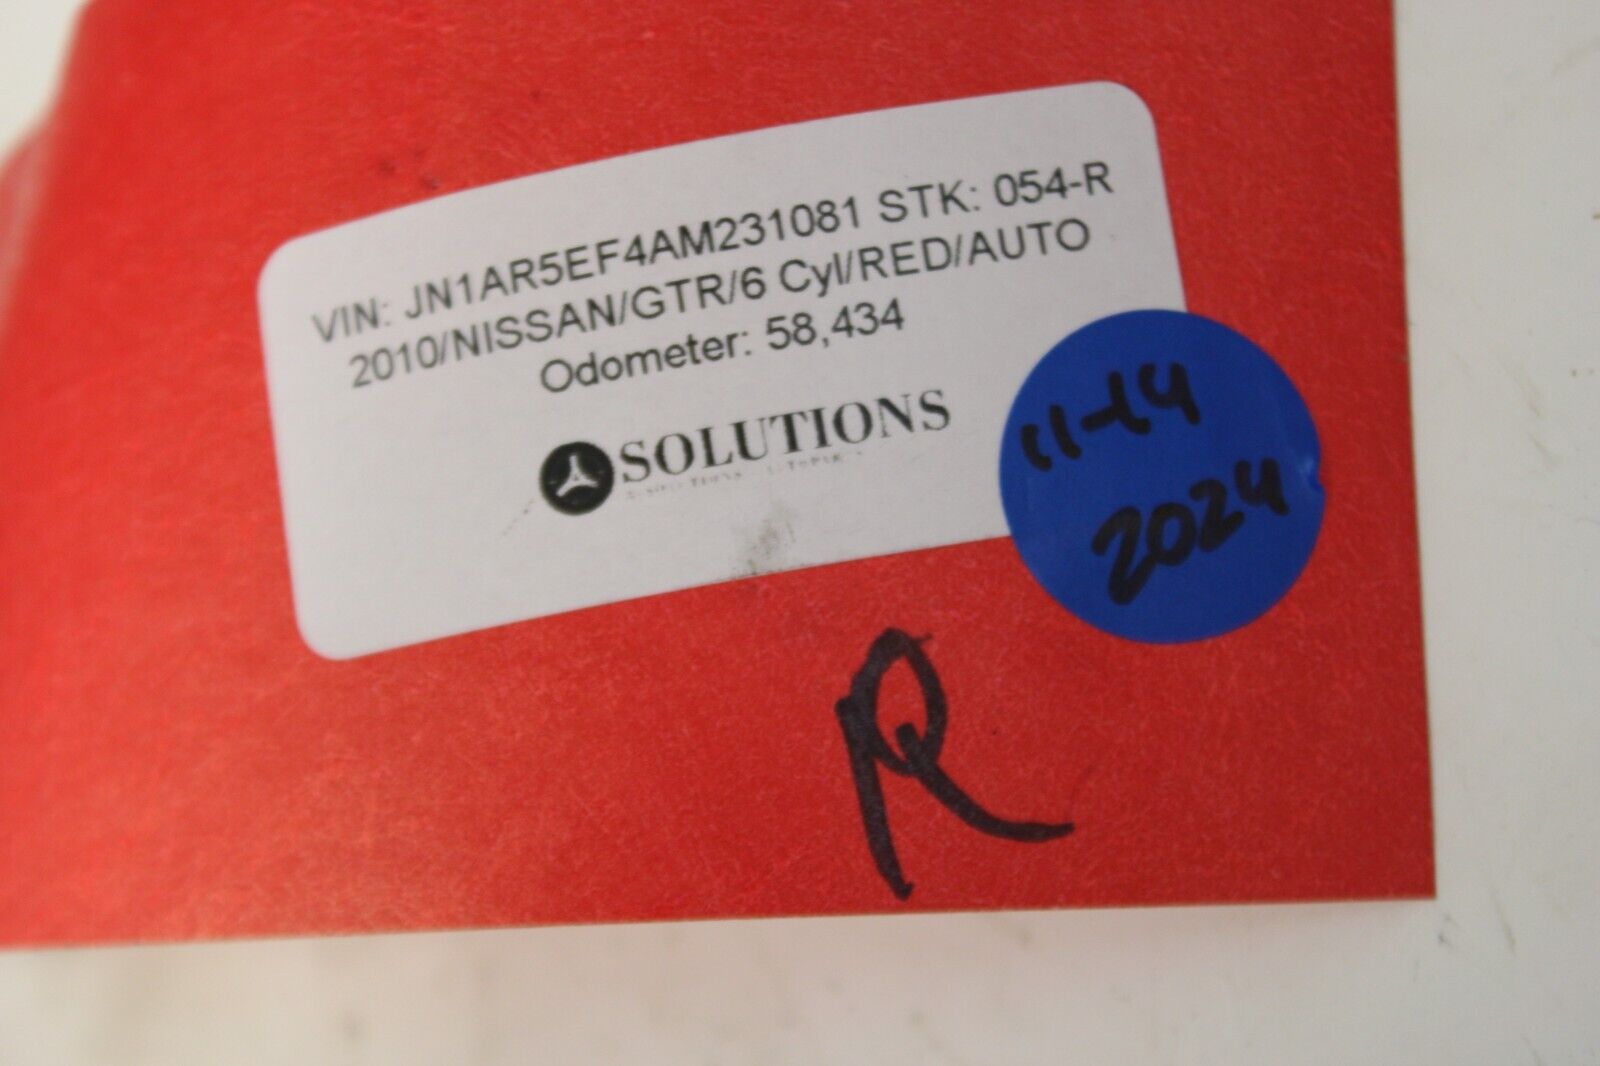 VIN: JN1AR5EF4AM231081 STK: 054-R
2010/NISSAN/GTR/6 Cyl/RED/AUTO
Odometer: 58,434
SOLUTIONS
11-14
2024
R